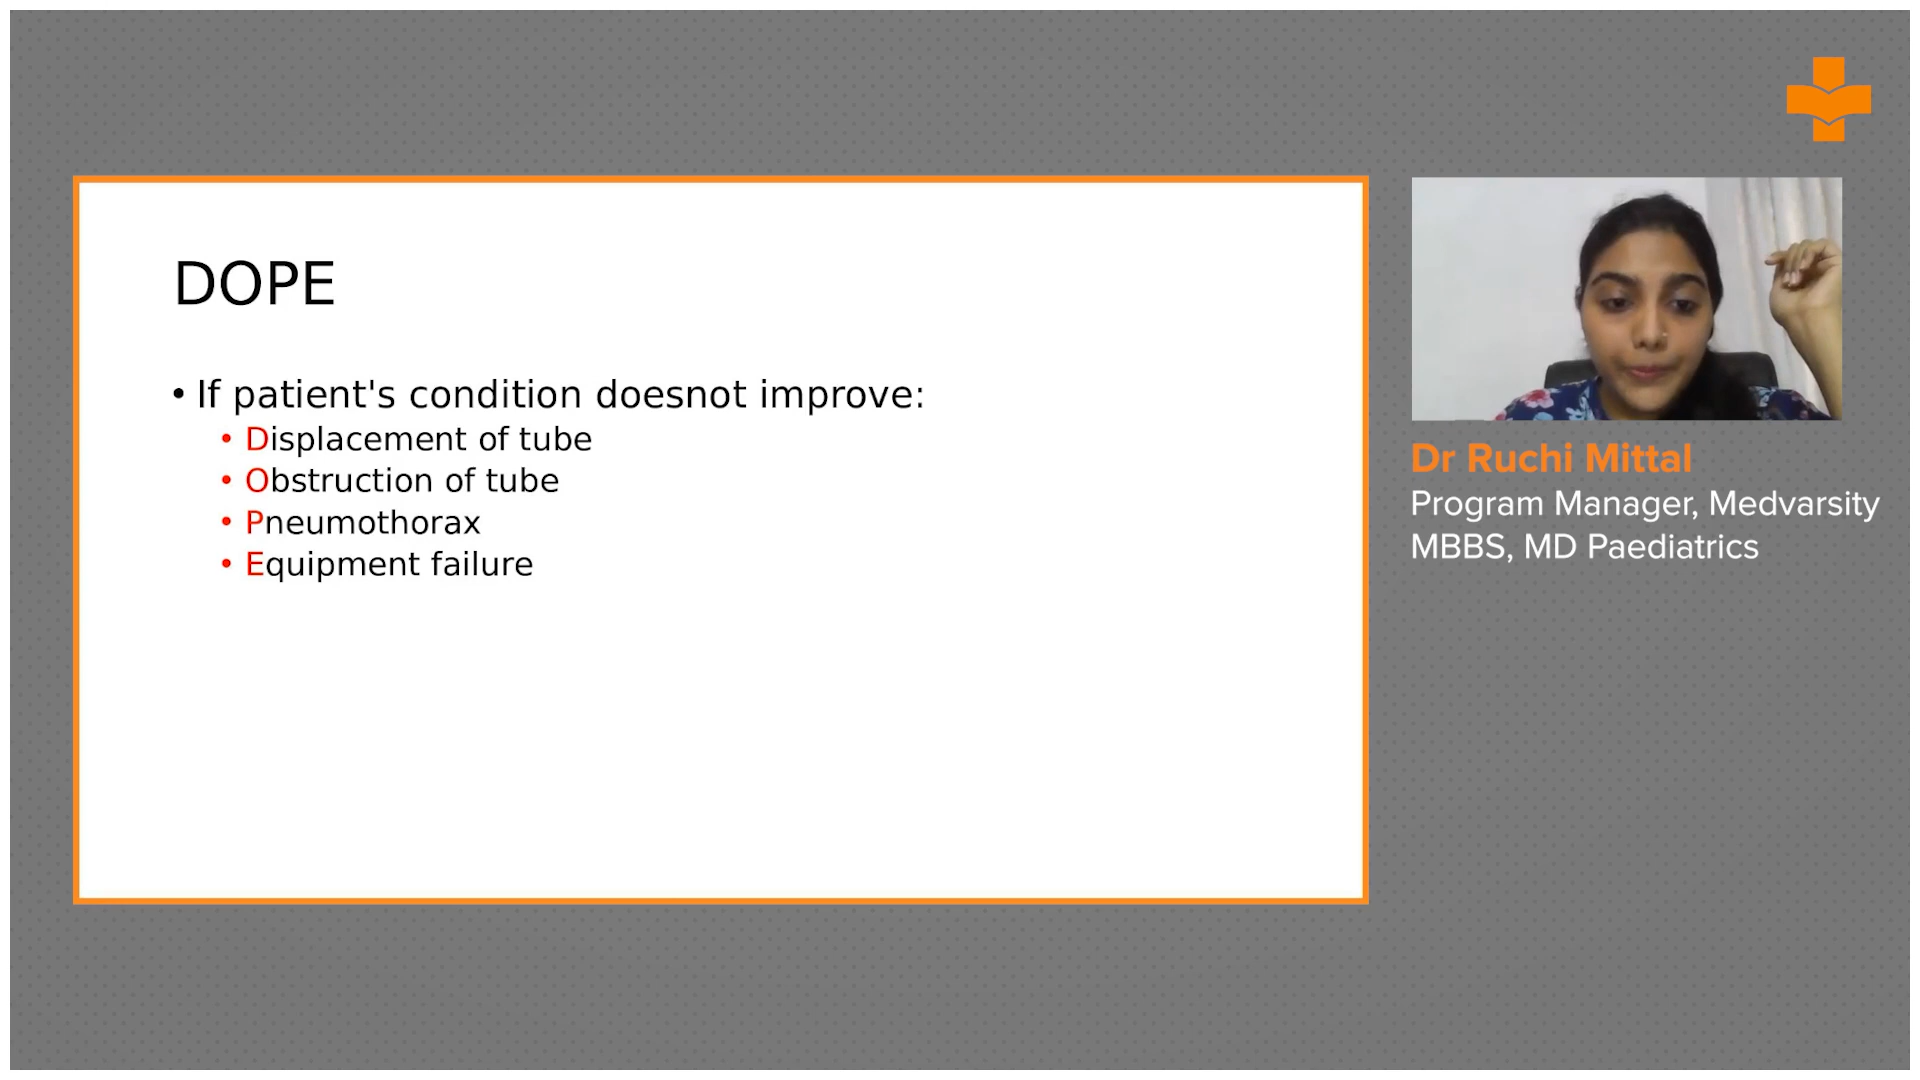 DOPE
• If patient's condition doesnot improve:
• Displacement of tube
• Obstruction of tube
• Pneumothorax
• Equipment failure
Dr Ruchi Mittal
Program Manager, Medvarsity
MBBS, MD Paediatrics